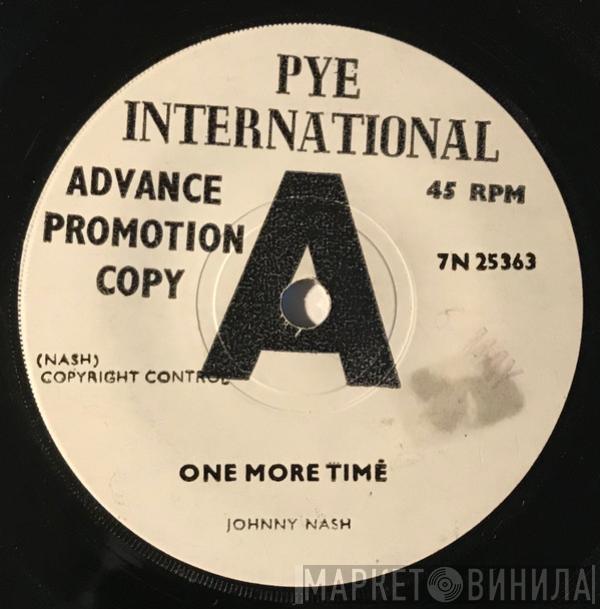 PYE
INTERNATIONAL
ADVANCE
PROMOTION
COPY
A
45 RPM
7N 25363
(NASH)
COPYRIGHT CONTROL
ONE MORE TIME
JOHNNY NASH
МАРКЕТ ВИНИЛА